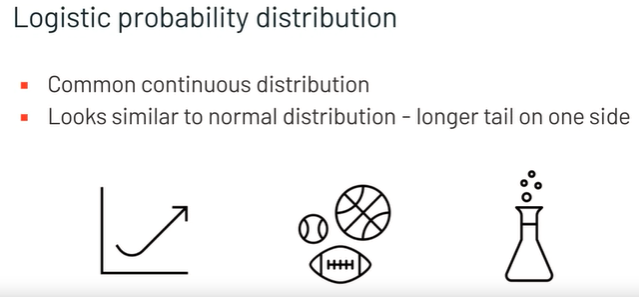 Logistic probability distribution
Common continuous distribution
Looks similar to normal distribution - longer tail on one side